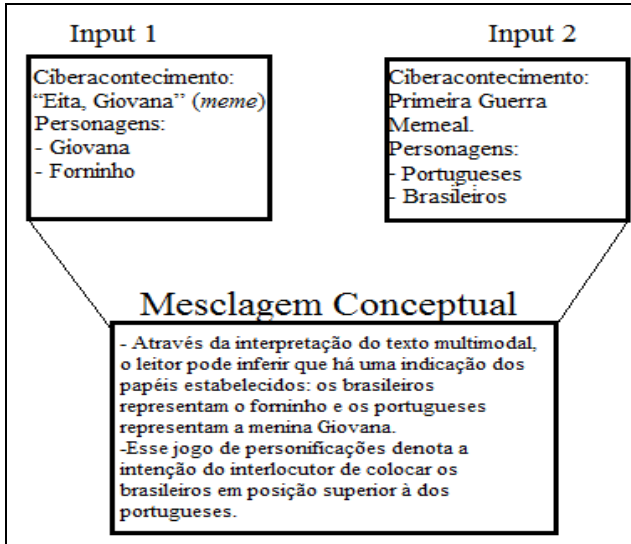 Input 1
Ciberacontecimento:
“Eita, Giovana” (meme)
Personagens:
- Giovana
- Forninho
Input 2
Ciberacontecimento:
Primeira Guerra
Memeal.
Personagens:
- Portugueses
- Brasileiros
Mesclagem Conceptual
- Através da interpretação do texto multimodal,
o leitor pode inferir que há uma indicação dos
papéis estabelecidos: os brasileiros
representam o forninho e os portugueses
representam a menina Giovana.
-Esse jogo de personificações denota a
intenção do interlocutor de colocar os
brasileiros em posição superior à dos
portugueses.